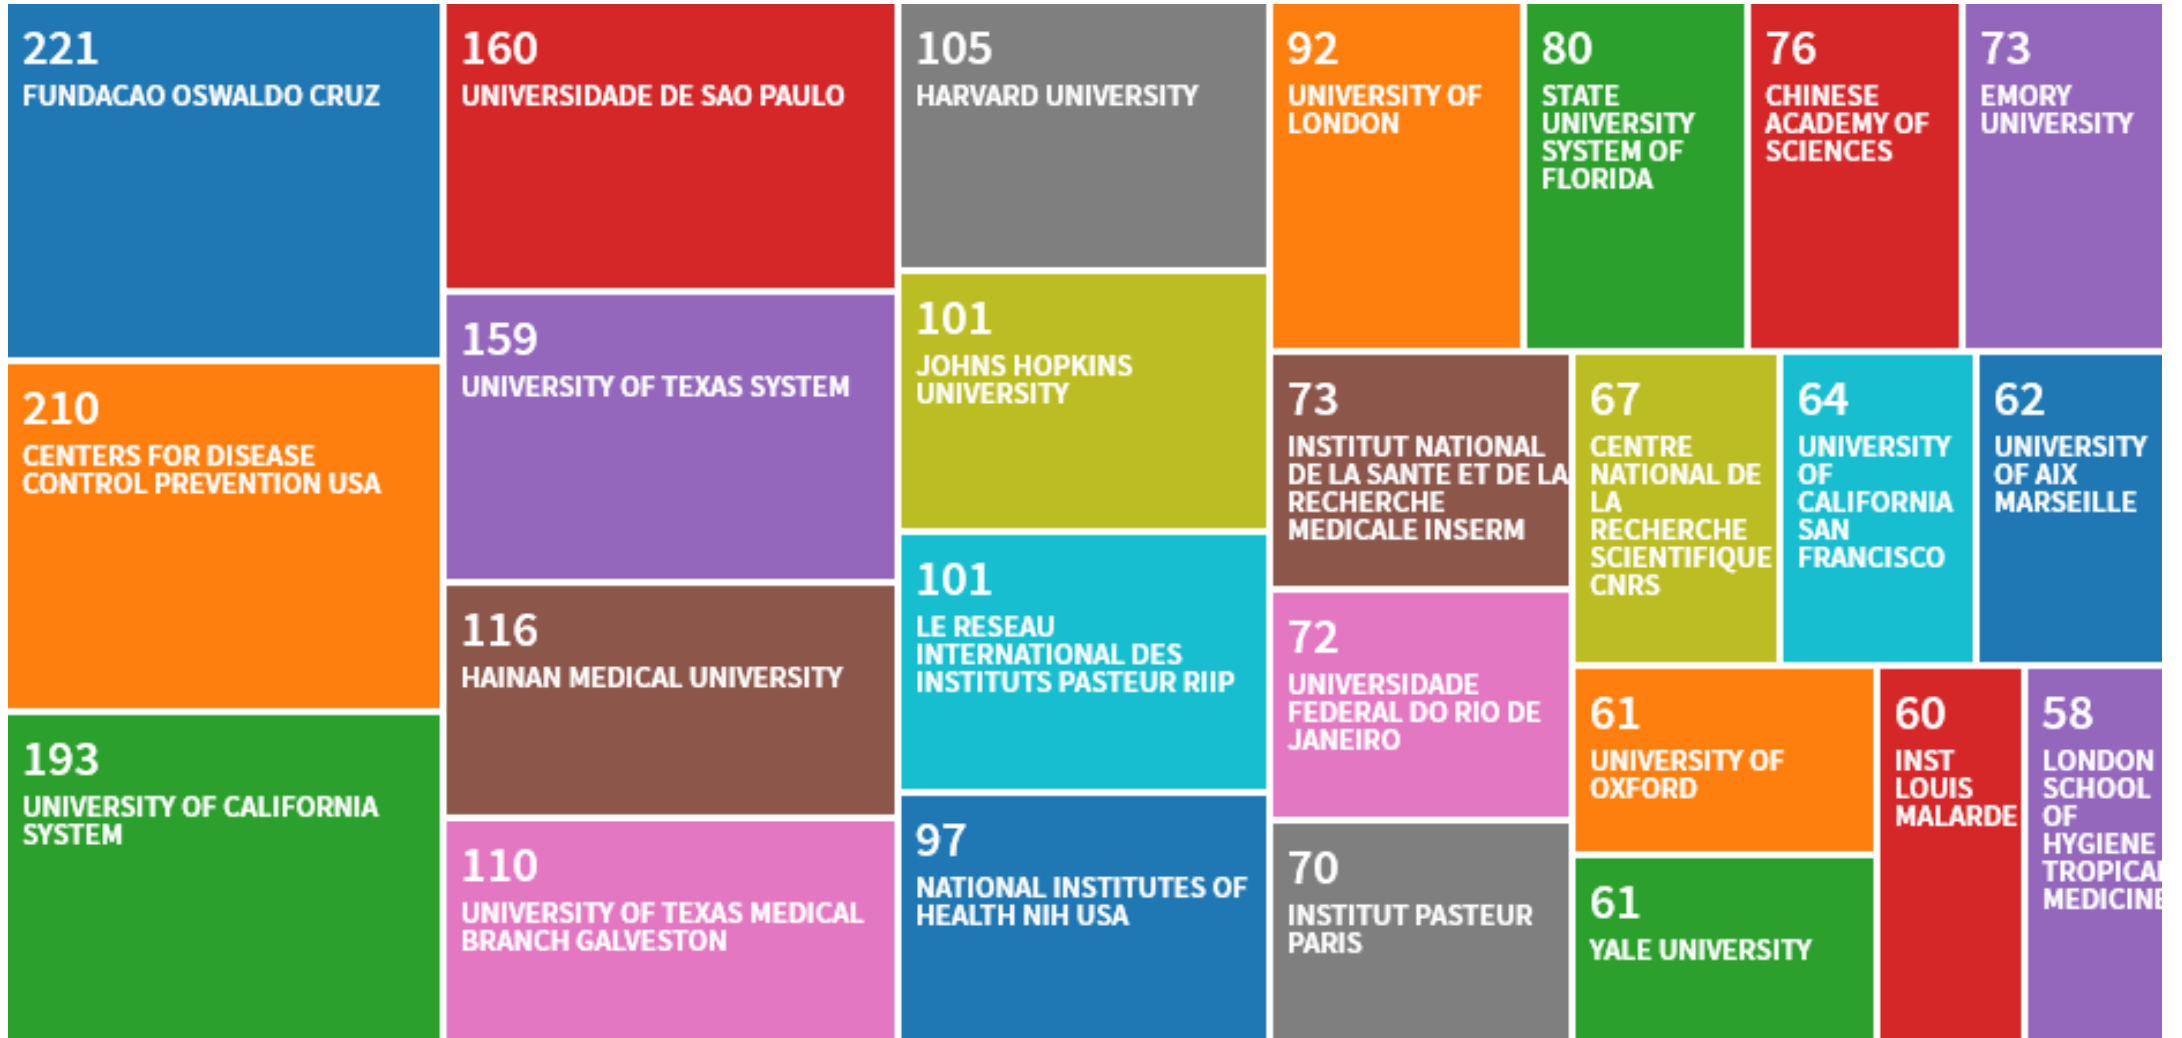 221
FUNDACAO OSWALDO CRUZ
210
CENTERS FOR DISEASE
CONTROL PREVENTION USA
193
UNIVERSITY OF CALIFORNIA
SYSTEM
160
UNIVERSIDADE DE SAO PAULO
159
UNIVERSITY OF TEXAS SYSTEM
116
HAINAN MEDICAL UNIVERSITY
110
UNIVERSITY OF TEXAS MEDICAL
BRANCH GALVESTON
105
HARVARD UNIVERSITY
101
JOHNS HOPKINS
UNIVERSITY
101
LE RESEAU
INTERNATIONAL DES
INSTITUTS PASTEUR RIIP
97
NATIONAL INSTITUTES OF
HEALTH NIH USA
92
UNIVERSITY OF
LONDON
80
STATE
UNIVERSITY
SYSTEM OF
FLORIDA
76
CHINESE
ACADEMY OF
SCIENCES
73
EMORY
UNIVERSITY
73
INSTITUT NATIONAL
DE LA SANTE ET DE LA
RECHERCHE
MEDICALE INSERM
72
UNIVERSIDADE
FEDERAL DO RIO DE
JANEIRO
70
INSTITUT PASTEUR
PARIS
67
CENTRE
NATIONAL DE
LA
RECHERCHE
SCIENTIFIQUE
CNRS
64
UNIVERSITY
OF
CALIFORNIA
SAN
FRANCISCO
62
UNIVERSITY
OF AIX
MARSEILLE
61
UNIVERSITY OF
OXFORD
61
YALE UNIVERSITY
60
INST
LOUIS
MALARDE
58
LONDON
SCHOOL
OF
HYGIENE
TROPICAL
MEDICINE